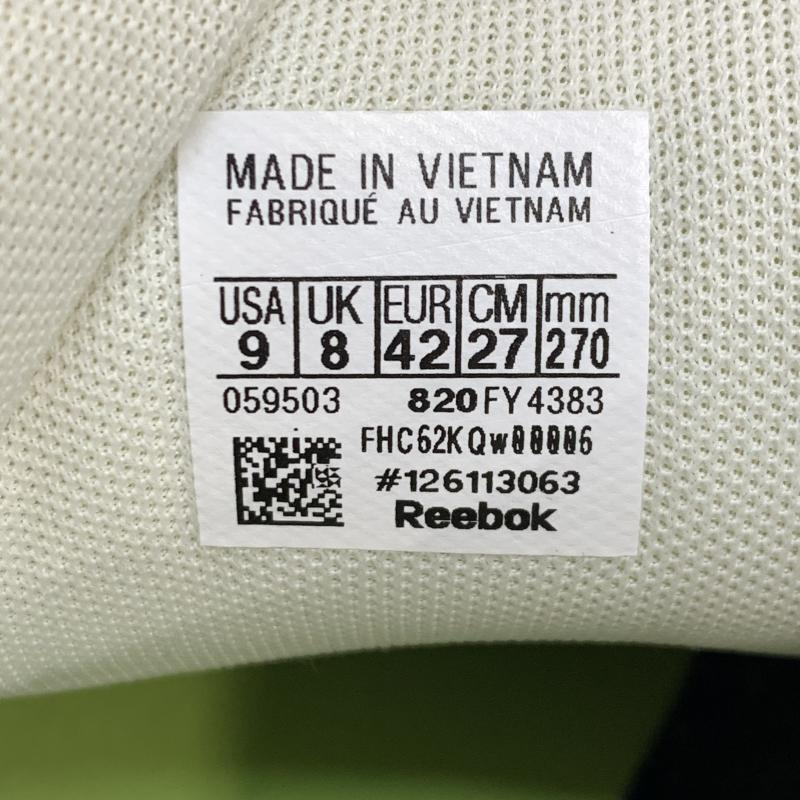 MADE IN VIETNAM
FABRIQUÉ AU VIETNAM
USA UK EUR CM mm
9 8 42 27 270
059503 820 FY4383
FHC62KQw00006
#126113063
Reebok